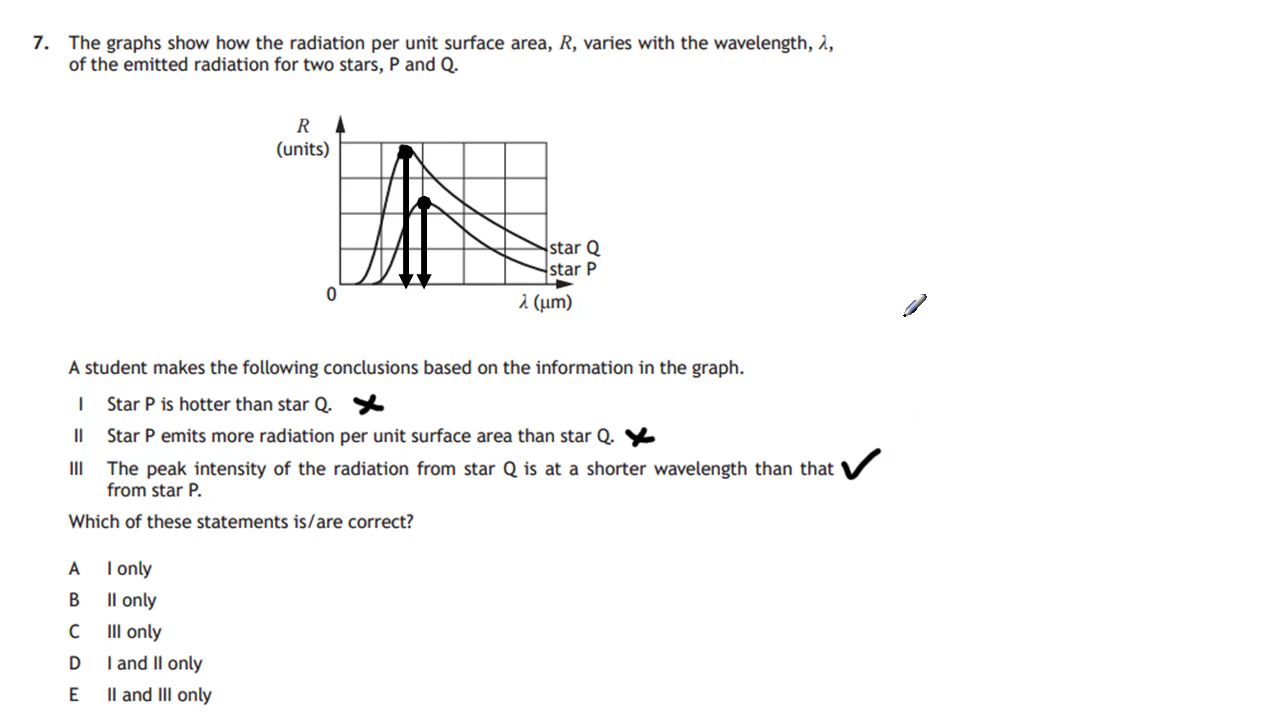 7. The graphs show how the radiation per unit surface area, R, varies with the wavelength, λ,
of the emitted radiation for two stars, P and Q.
R
(units)
star Q
star P
0
λ (μm)
A student makes the following conclusions based on the information in the graph.
I Star P is hotter than star Q.
II Star P emits more radiation per unit surface area than star Q.
III The peak intensity of the radiation from star Q is at a shorter wavelength than that
from star P.
Which of these statements is/are correct?
A I only
B II only
C III only
D I and II only
E II and III only